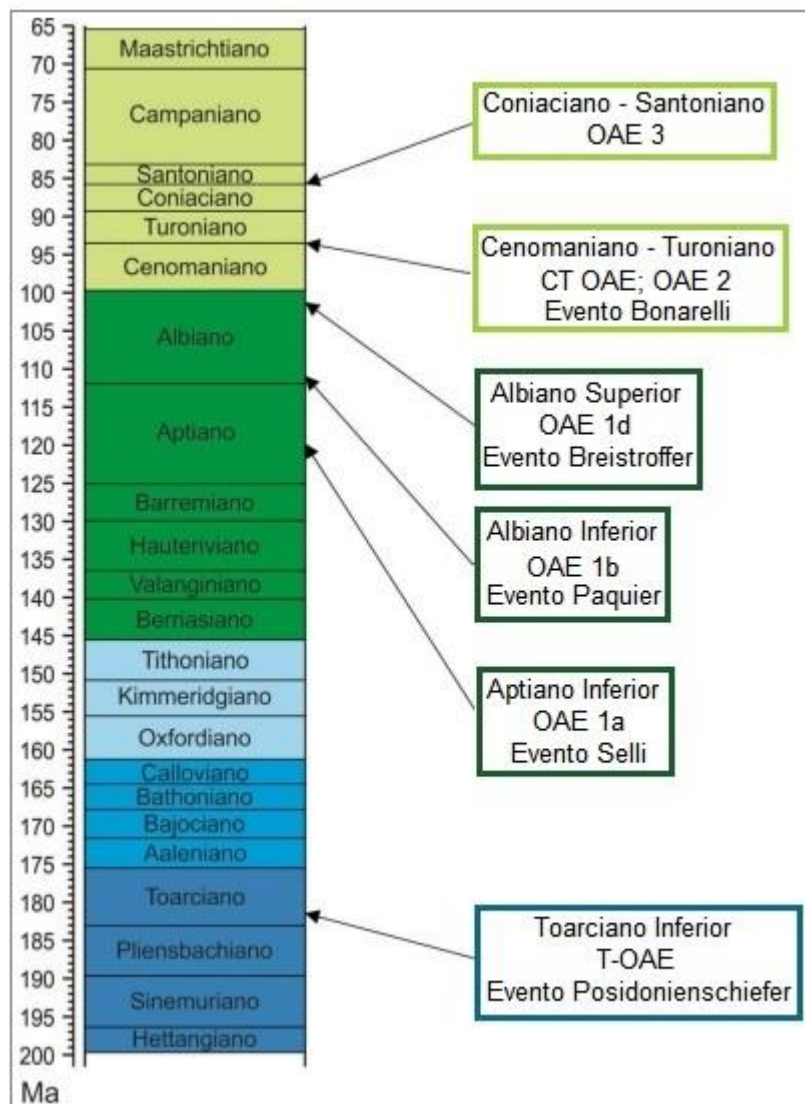 65
70
75
80
85
90
95
100
105
110
115
120
125
130
135
140
145
150
155
160
165
170
175
180
185
190
195
200
Ma
Maastrichtiano
Campaniano
Santoniano
Coniaciano
Turoniano
Cenomaniano
Albiano
Aptiano
Barremiano
Hauteriviano
Valanginiano
Berriasiano
Tithoniano
Kimmeridgiano
Oxfordiano
Calloviano
Bathoniano
Bajociano
Aaleniano
Toarciano
Pliensbachiano
Sinemuriano
Hettangiano
Coniaciano - Santoniano
OAE 3
Cenomaniano - Turoniano
CT OAE; OAE 2
Evento Bonarelli
Albiano Superior
OAE 1d
Evento Breistroffer
Albiano Inferior
OAE 1b
Evento Paquier
Aptiano Inferior
OAE 1a
Evento Selli
Toarciano Inferior
T-OAE
Evento Posidonienschiefer